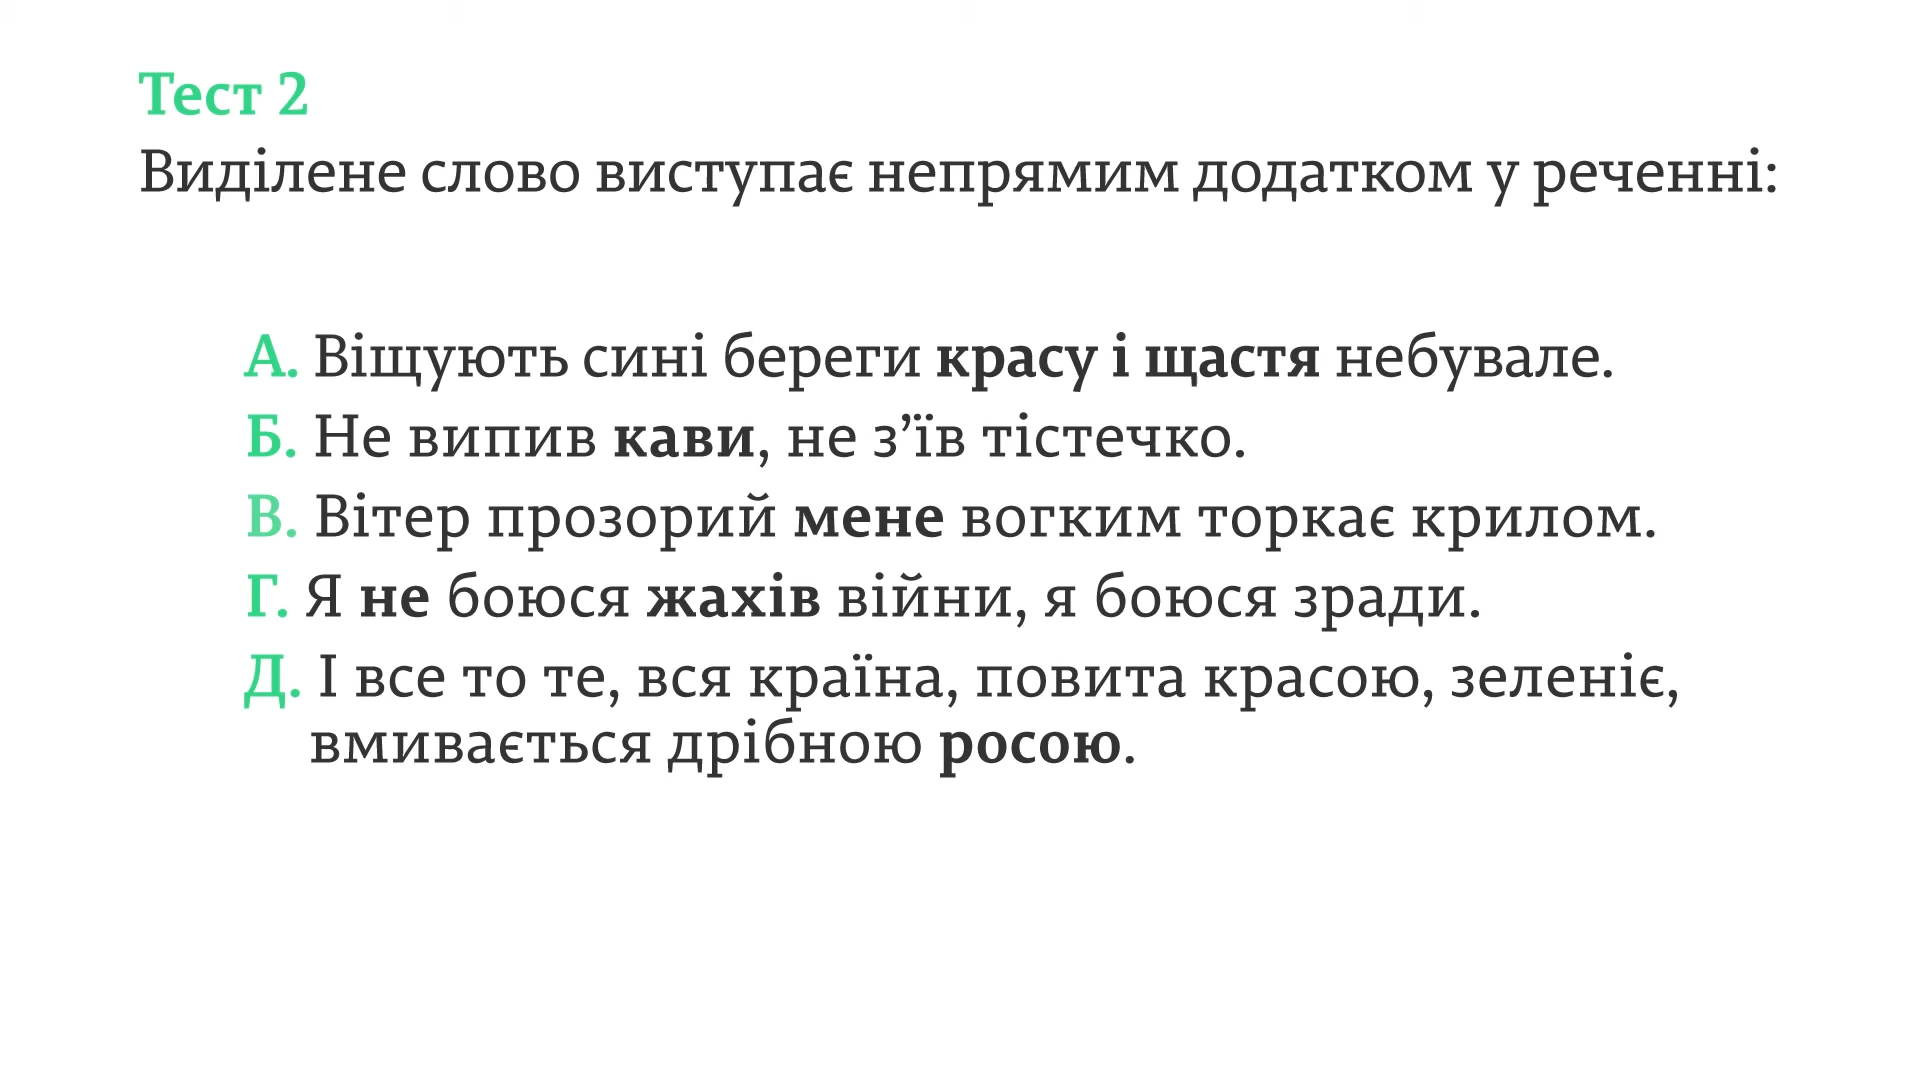 Тест 2
Виділене слово виступає непрямим додатком у реченні:
А. Віщують сині береги красу і щастя небувале.
Б. Не випив кави, не з’їв тістечко.
В. Вітер прозорий мене вогким торкає крилом.
Г. Я не боюся жахів війни, я боюся зради.
Д. І все то те, вся країна, повита красою, зеленіє,
вмивається дрібною росою.